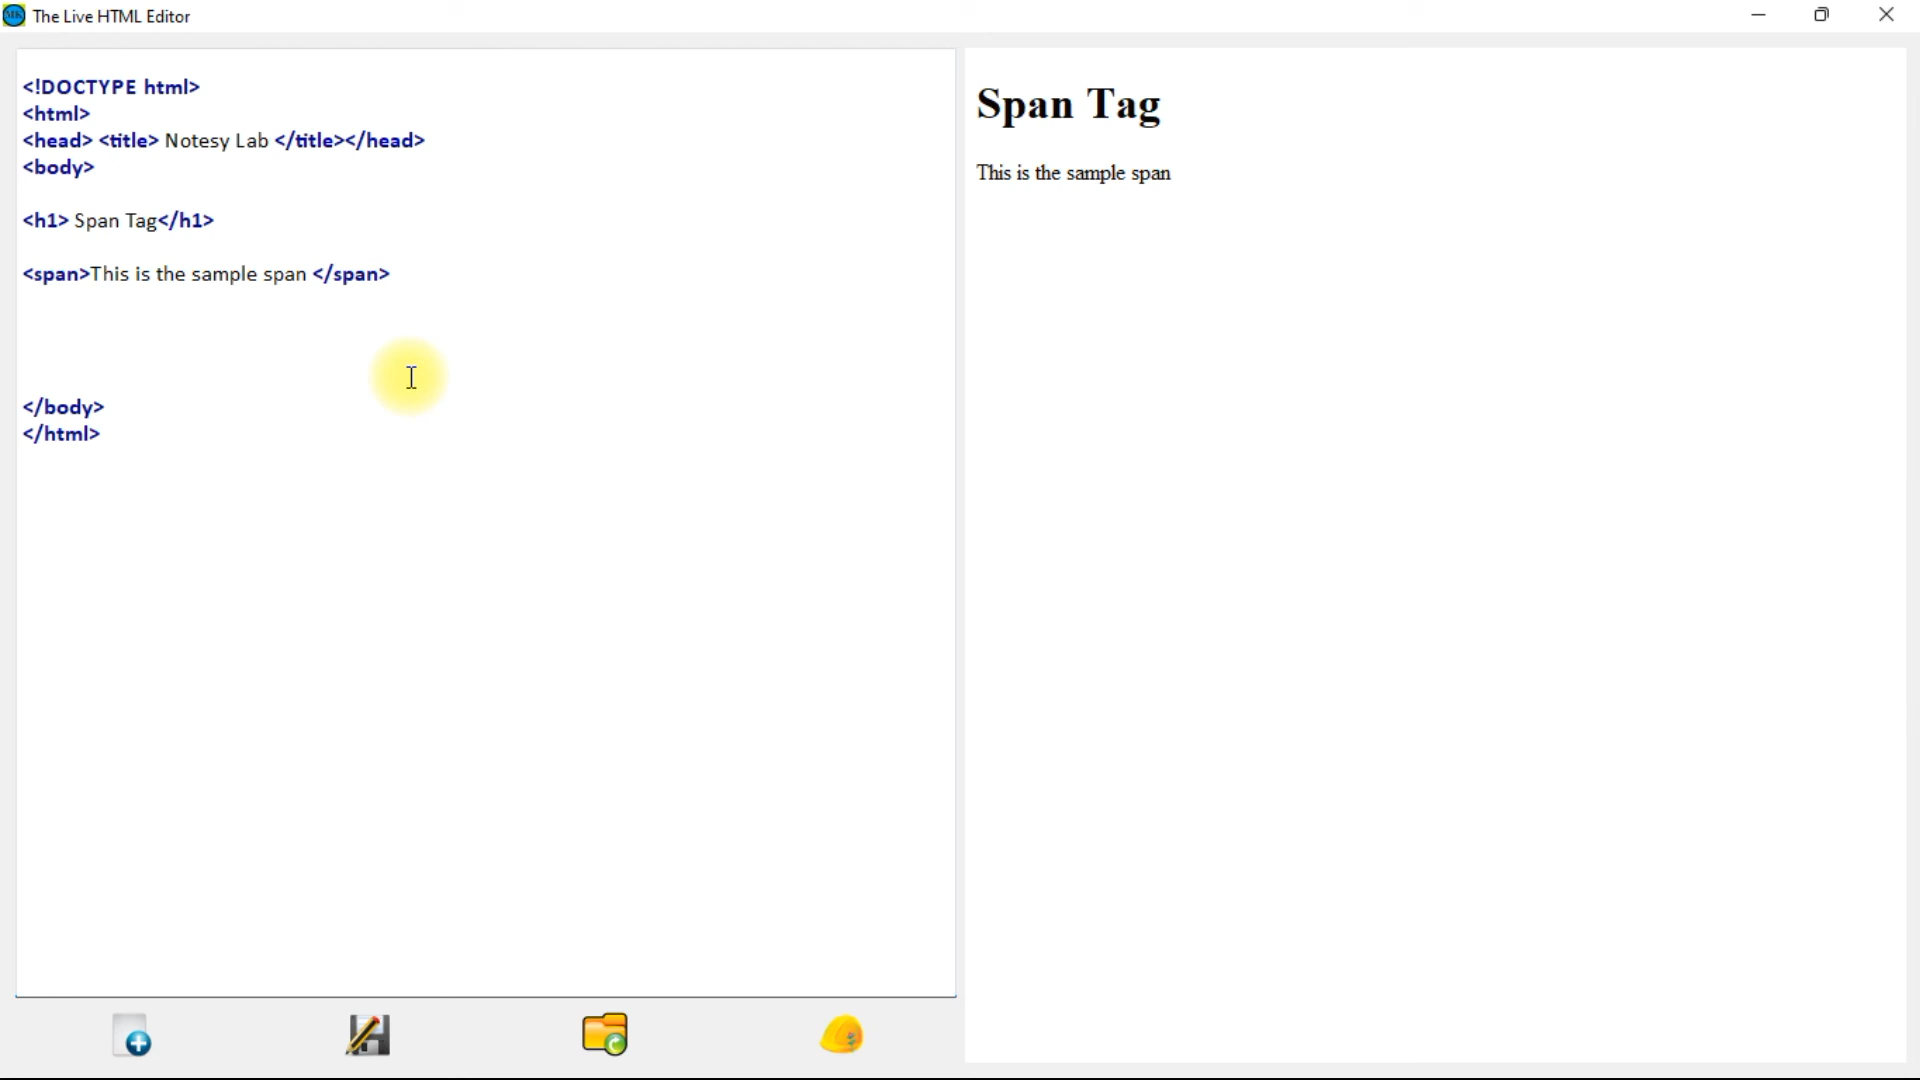 The Live HTML Editor
<!DOCTYPE html>
<html>
<head> <title> Notesy Lab </title></head>
<body>
<h1> Span Tag</h1>
<span>This is the sample span </span>
</body>
</html>
Span Tag
This is the sample span